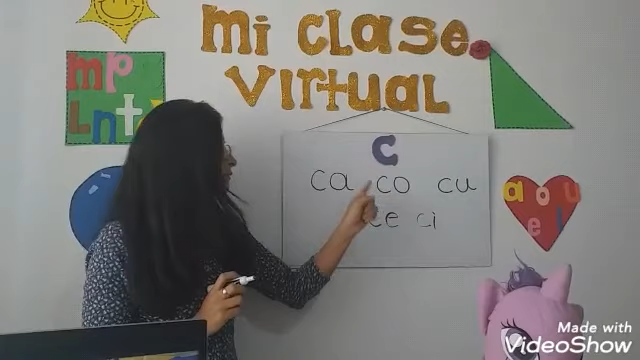 mi clase
virtual
m p
L n t
c
ca co cu
ce ci
a o u
e i
Made with
VideoShow